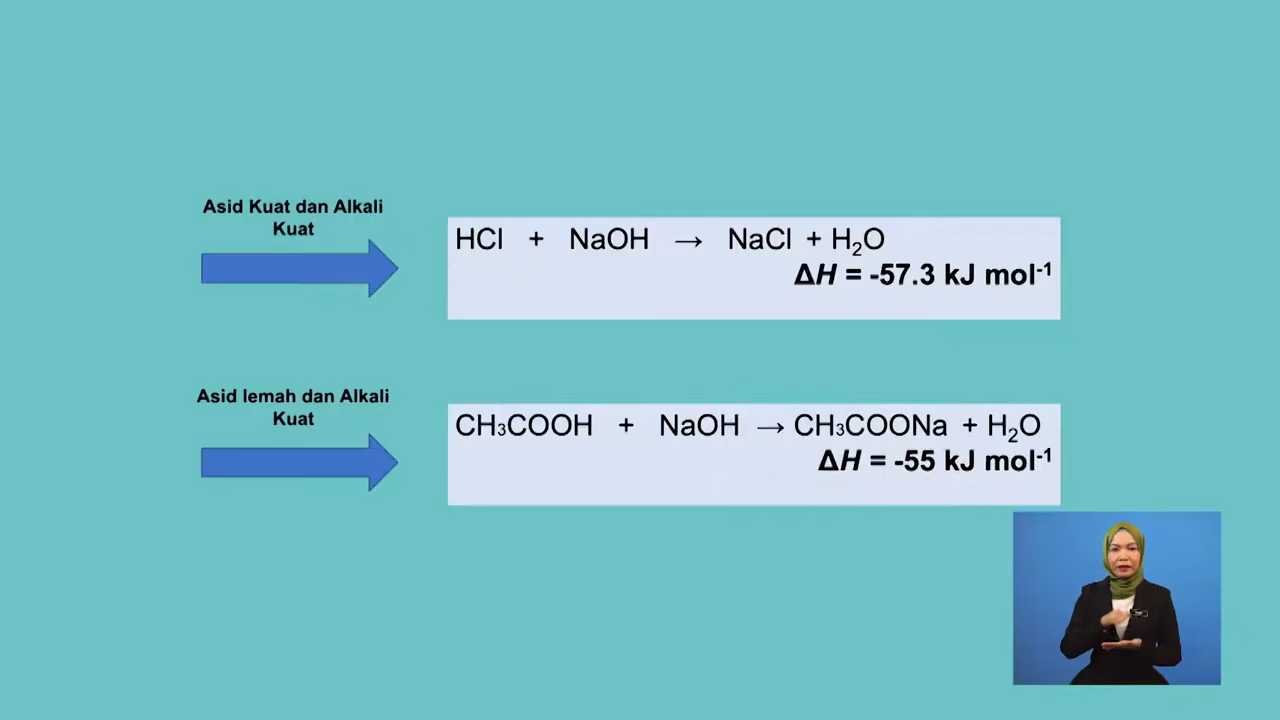 Asid Kuat dan Alkali
Kuat
HCl + NaOH → NaCl + H₂O
ΔH = -57.3 kJ mol⁻¹
Asid lemah dan Alkali
Kuat
CH₃COOH + NaOH → CH₃COONa + H₂O
ΔH = -55 kJ mol⁻¹